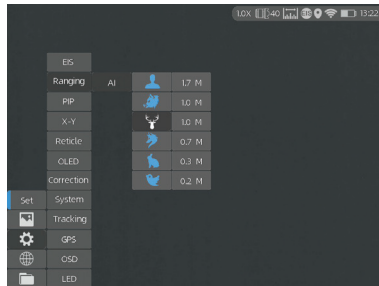 1.0X 40 13:22
EIS
Ranging AI 1.7 M
PIP 1.0 M
X-Y 1.0 M
Reticle 0.7 M
OLED 0.3 M
Correction 0.2 M
Set System
Tracking
GPS
OSD
LED